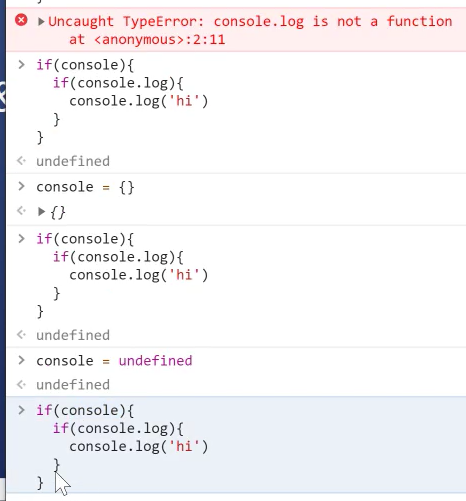 Uncaught TypeError: console.log is not a function
at <anonymous>:2:11
if(console){
if(console.log){
console.log('hi')
}
}
undefined
console = {}
{}
if(console){
if(console.log){
console.log('hi')
}
}
undefined
console = undefined
undefined
if(console){
if(console.log){
console.log('hi')
}
}